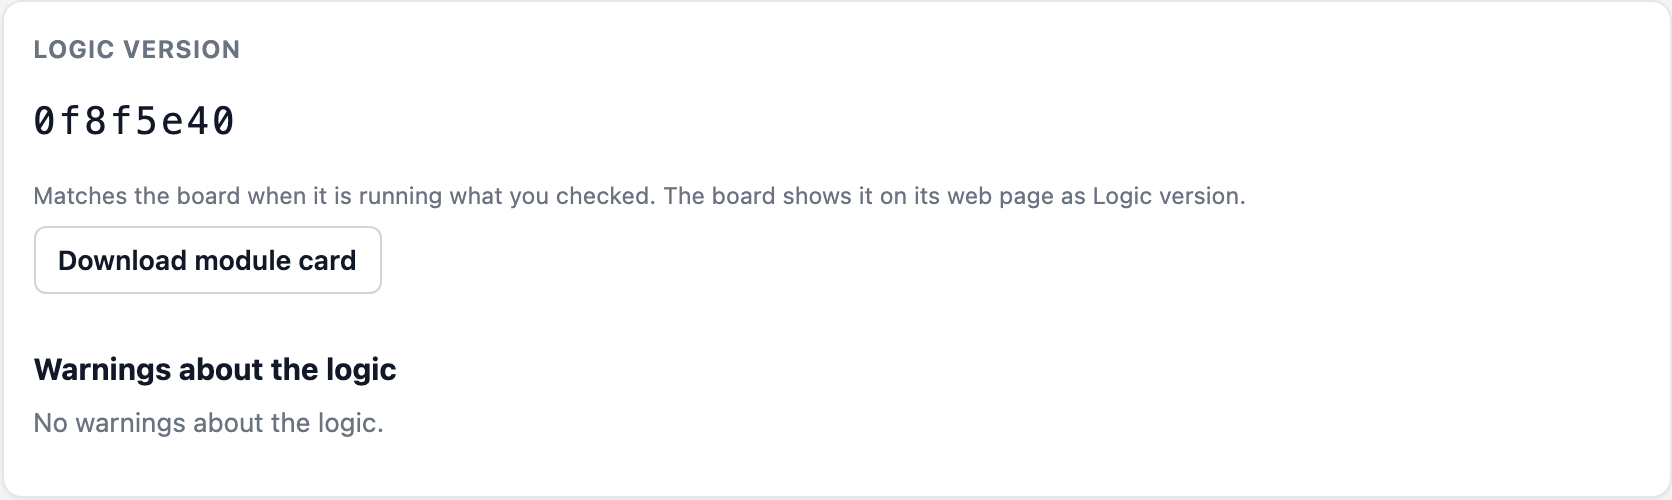 LOGIC VERSION
0f8f5e40
Matches the board when it is running what you checked. The board shows it on its web page as Logic version.
Download module card
Warnings about the logic
No warnings about the logic.